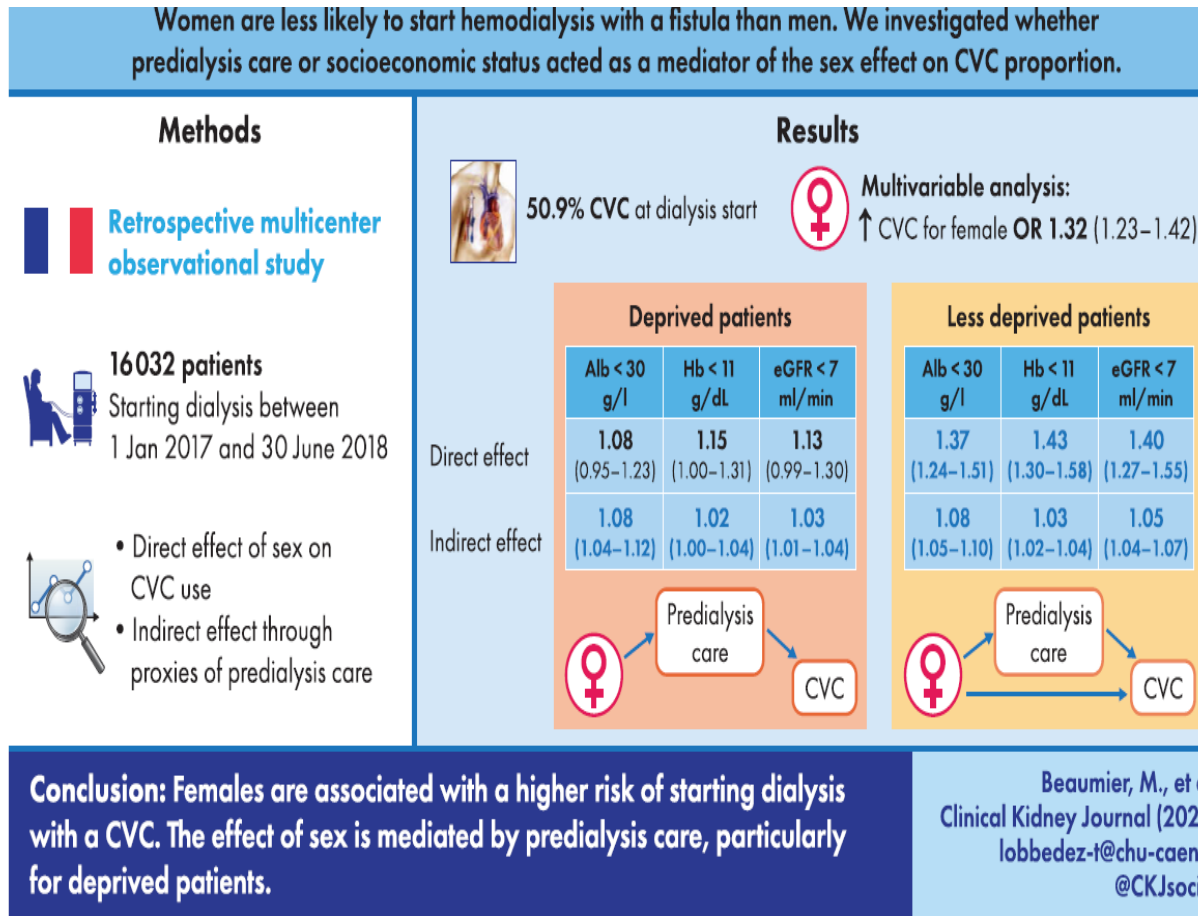 Women are less likely to start hemodialysis with a fistula than men. We investigated whether
predialysis care or socioeconomic status acted as a mediator of the sex effect on CVC proportion.
Methods
Retrospective multicenter
observational study
16 032 patients
Starting dialysis between
1 Jan 2017 and 30 June 2018
• Direct effect of sex on
CVC use
• Indirect effect through
proxies of predialysis care
Results
50.9% CVC at dialysis start
Multivariable analysis:
↑ CVC for female OR 1.32 (1.23–1.42)
Deprived patients
Alb < 30 Hb < 11 eGFR < 7
g/l g/dL ml/min
Direct effect
1.08 1.15 1.13
(0.95–1.23) (1.00–1.31) (0.99–1.30)
Indirect effect
1.08 1.02 1.03
(1.04–1.12) (1.00–1.04) (1.01–1.04)
Predialysis
care
CVC
Less deprived patients
Alb < 30 Hb < 11 eGFR < 7
g/l g/dL ml/min
1.37 1.43 1.40
(1.24–1.51) (1.30–1.58) (1.27–1.55)
1.08 1.03 1.05
(1.05–1.10) (1.02–1.04) (1.04–1.07)
Predialysis
care
CVC
Conclusion: Females are associated with a higher risk of starting dialysis
with a CVC. The effect of sex is mediated by predialysis care, particularly
for deprived patients.
Beaumier, M., et
Clinical Kidney Journal (202
lobbedez-t@chu-caen
@CKJsoci